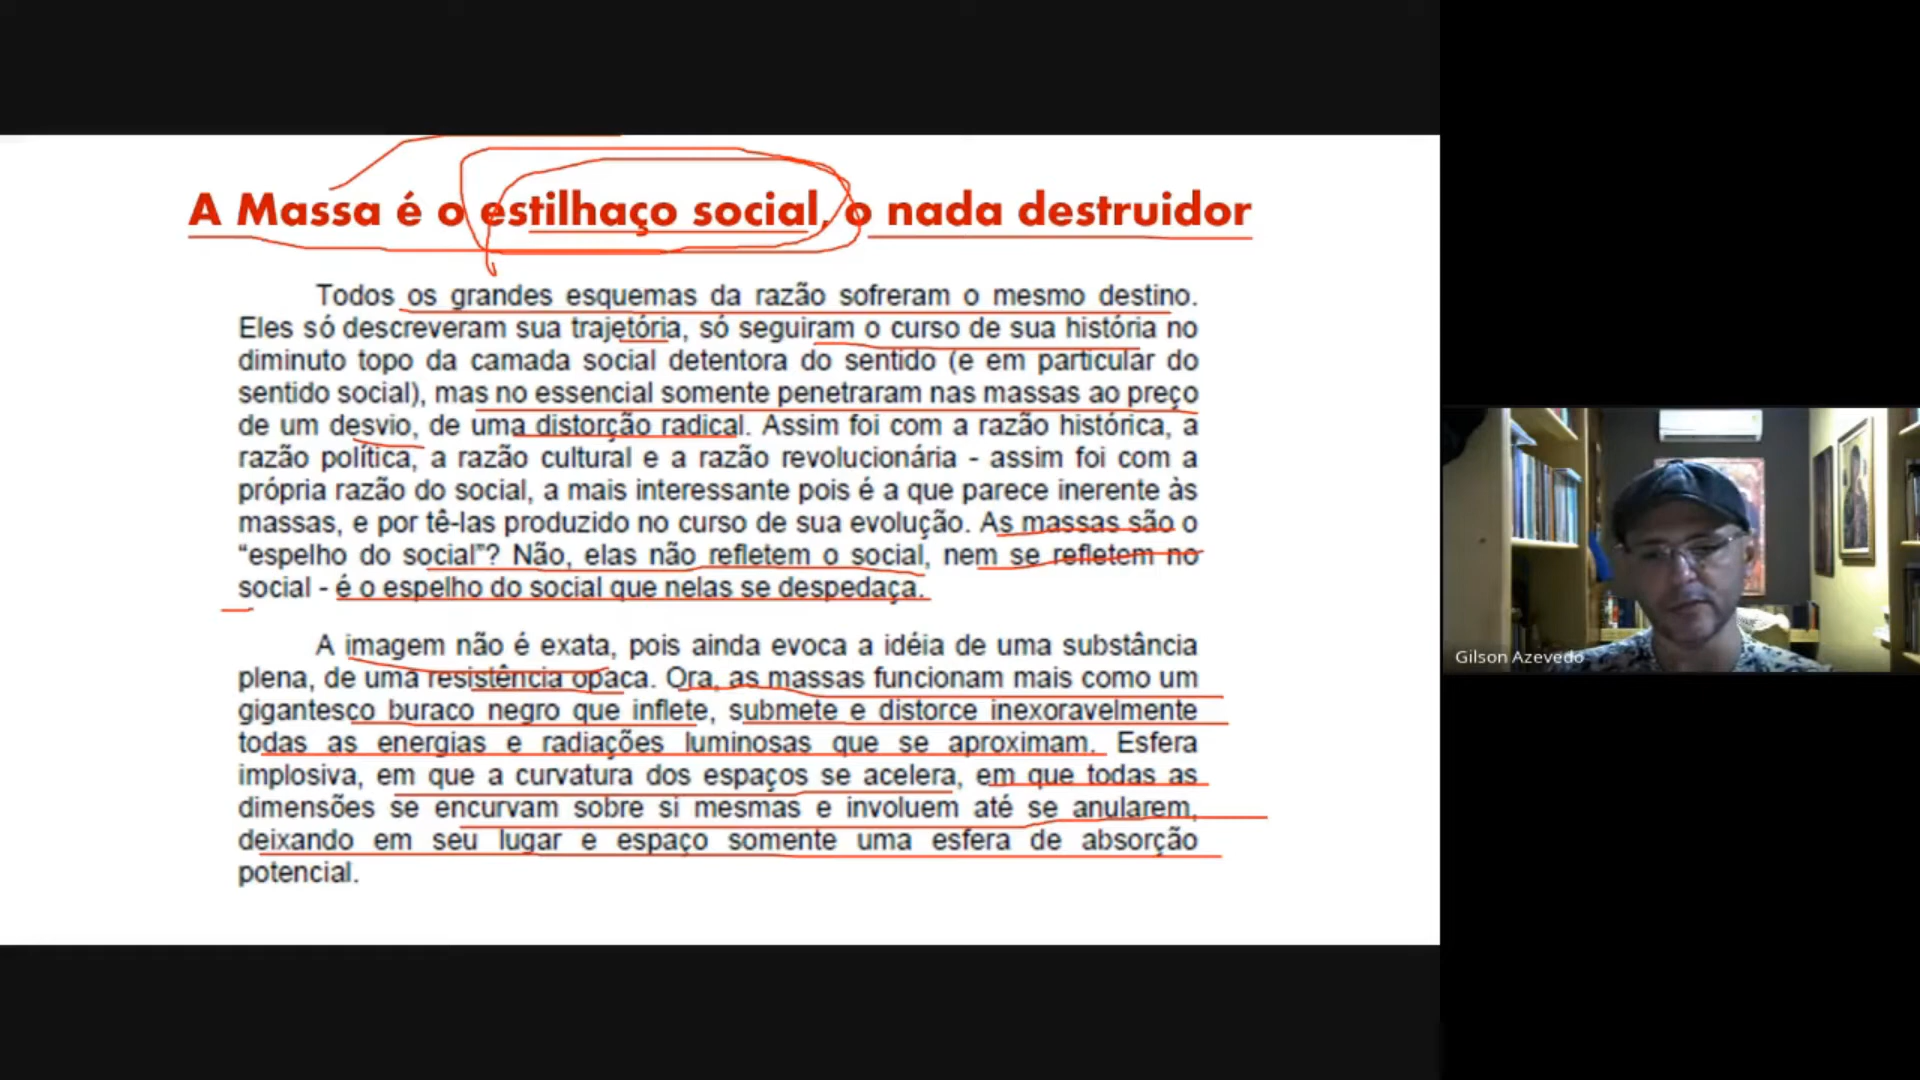 A Massa é o estilhaço social, o nada destruidor
Todos os grandes esquemas da razão sofreram o mesmo destino.
Eles só descreveram sua trajetória, só seguiram o curso de sua história no
diminuto topo da camada social detentora do sentido (e em particular do
sentido social), mas no essencial somente penetraram nas massas ao preço
de um desvio, de uma distorção radical. Assim foi com a razão histórica, a
razão política, a razão cultural e a razão revolucionária - assim foi com a
própria razão do social, a mais interessante pois é a que parece inerente às
massas, e por tê-las produzido no curso de sua evolução. As massas são o
“espelho do social”? Não, elas não refletem o social, nem se refletem no
social - é o espelho do social que nelas se despedaça.
A imagem não é exata, pois ainda evoca a idéia de uma substância
plena, de uma resistência opaca. Ora, as massas funcionam mais como um
gigantesco buraco negro que inflete, submete e distorce inexoravelmente
todas as energias e radiações luminosas que se aproximam. Esfera
implosiva, em que a curvatura dos espaços se acelera, em que todas as
dimensões se encurvam sobre si mesmas e involuem até se anularem,
deixando em seu lugar e espaço somente uma esfera de absorção
potencial.
Gilson Azevedo